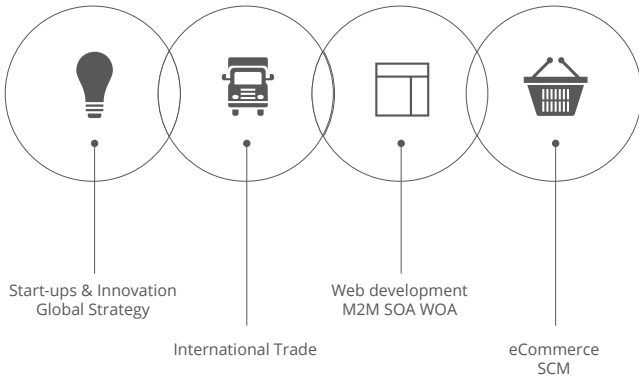 Start-ups & Innovation
Global Strategy
International Trade
Web development
M2M SOA WOA
eCommerce
SCM